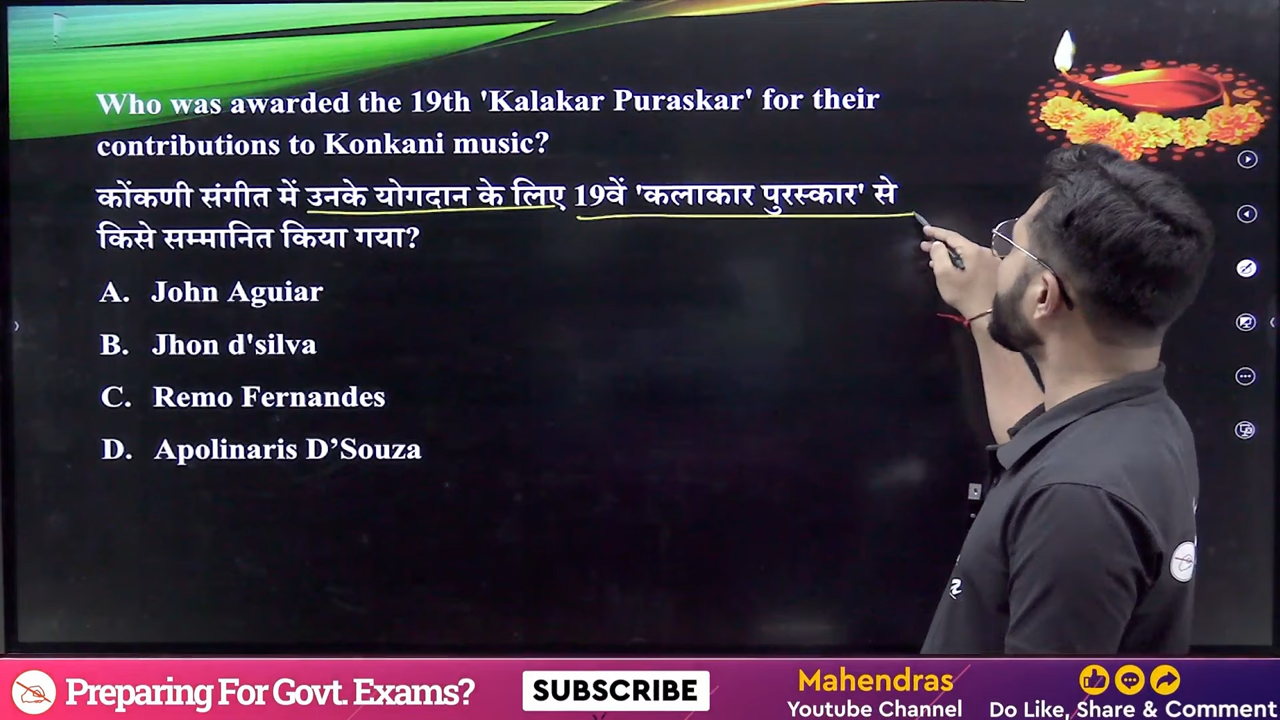 Who was awarded the 19th 'Kalakar Puraskar' for their
contributions to Konkani music?
कोंकणी संगीत में उनके योगदान के लिए 19वें 'कलाकार पुरस्कार' से
किसे सम्मानित किया गया?
A. John Aguiar
B. Jhon d'silva
C. Remo Fernandes
D. Apolinaris D’Souza
Preparing For Govt. Exams?
SUBSCRIBE
Mahendras
Youtube Channel
Do Like, Share & Comment